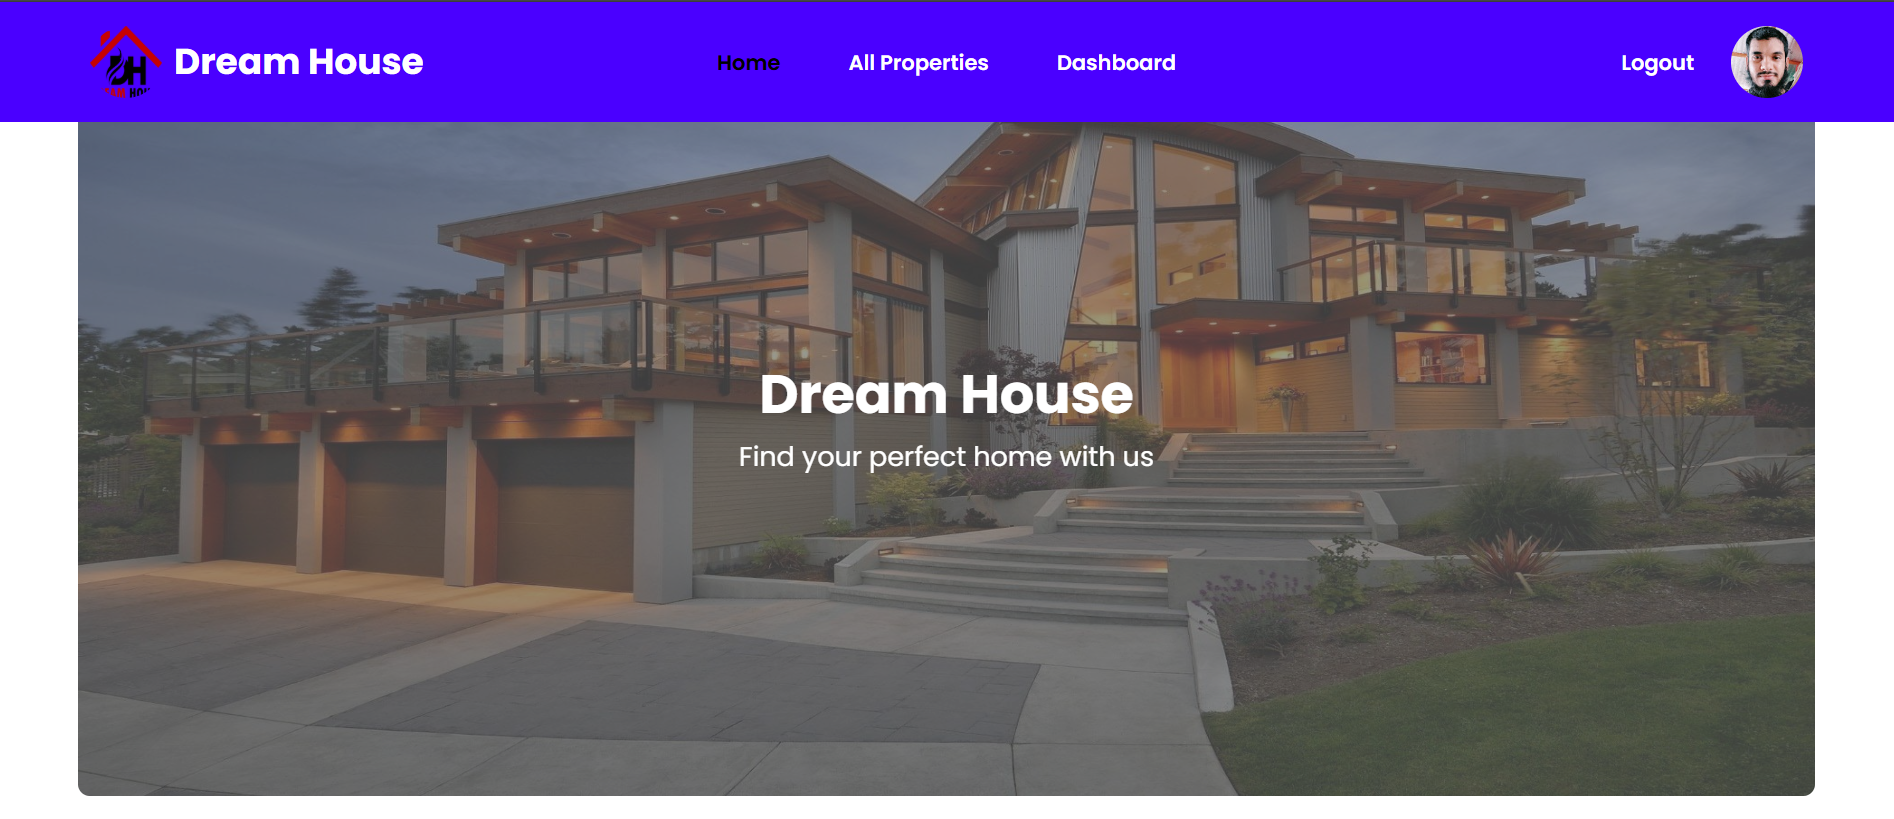 DH
Dream House
Home
All Properties
Dashboard
Logout
Dream House
Find your perfect home with us